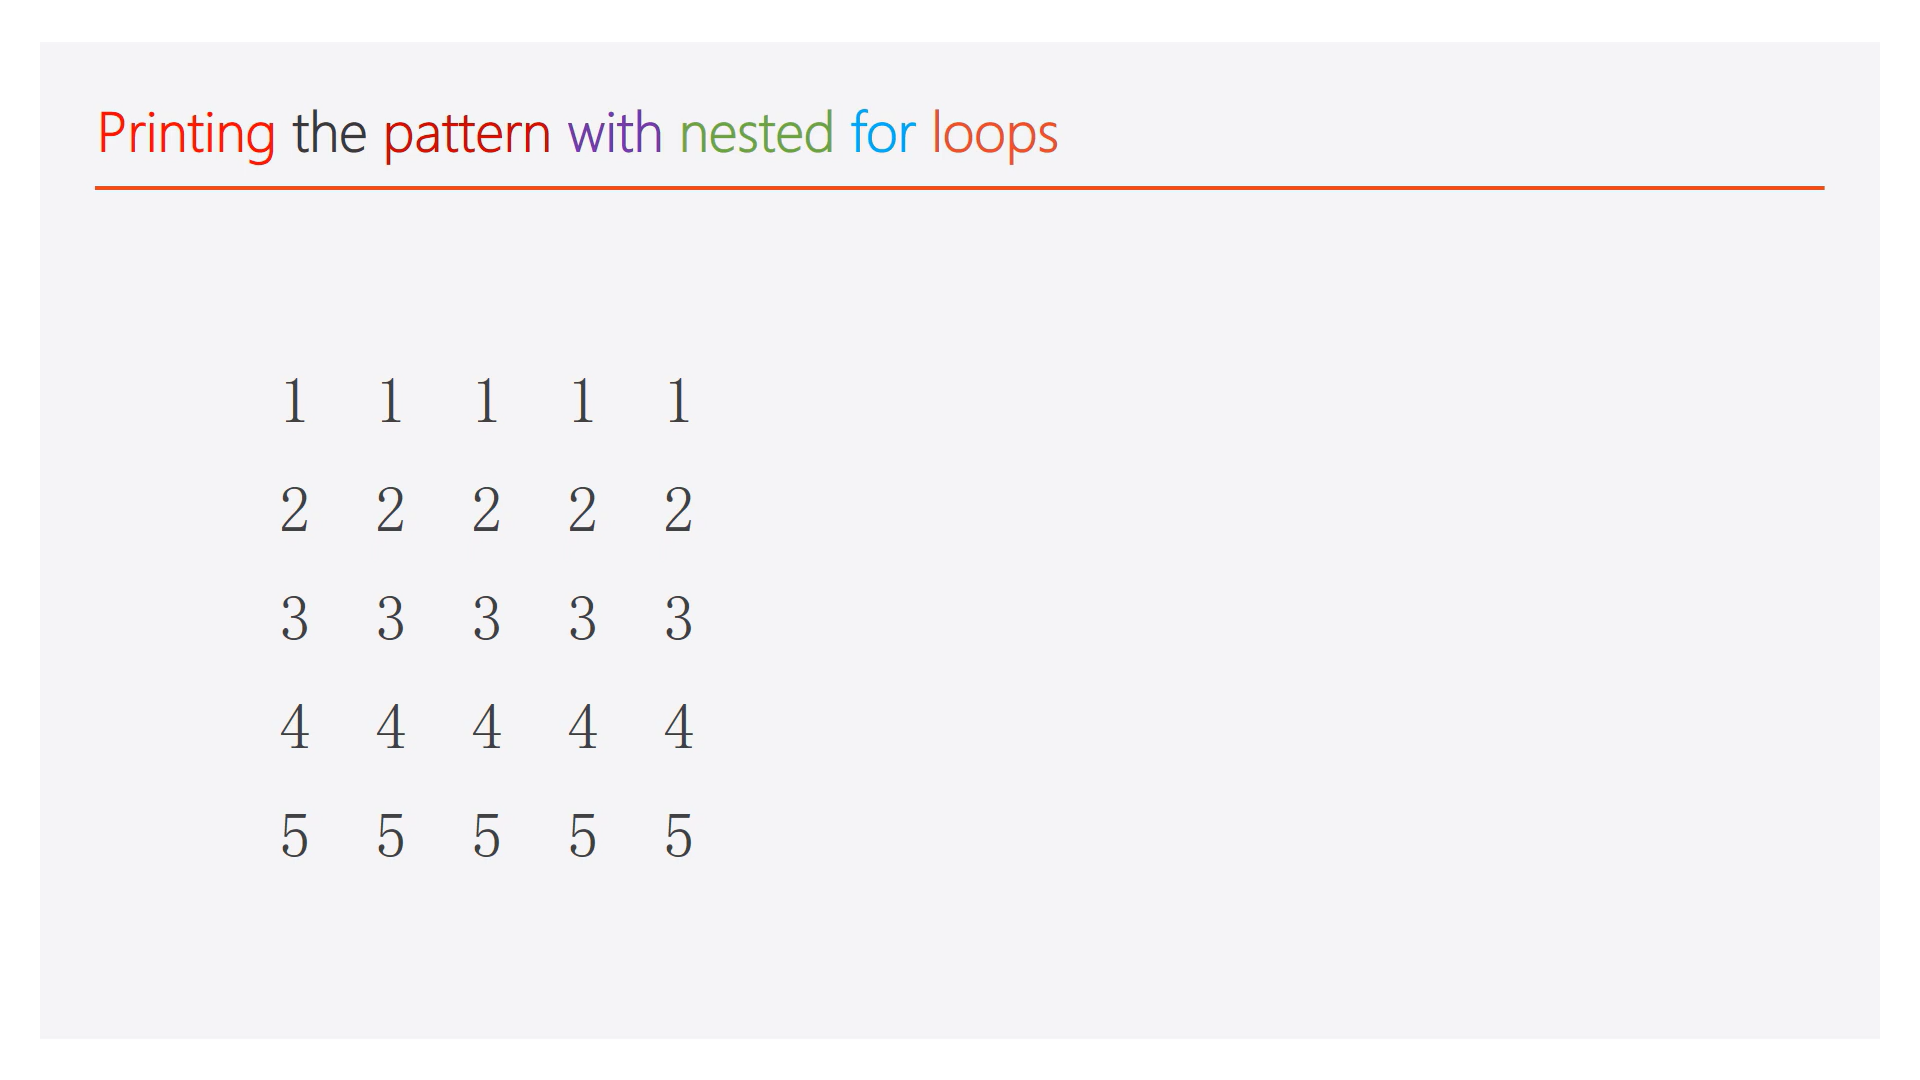 Printing the pattern with nested for loops
1 1 1 1 1
2 2 2 2 2
3 3 3 3 3
4 4 4 4 4
5 5 5 5 5